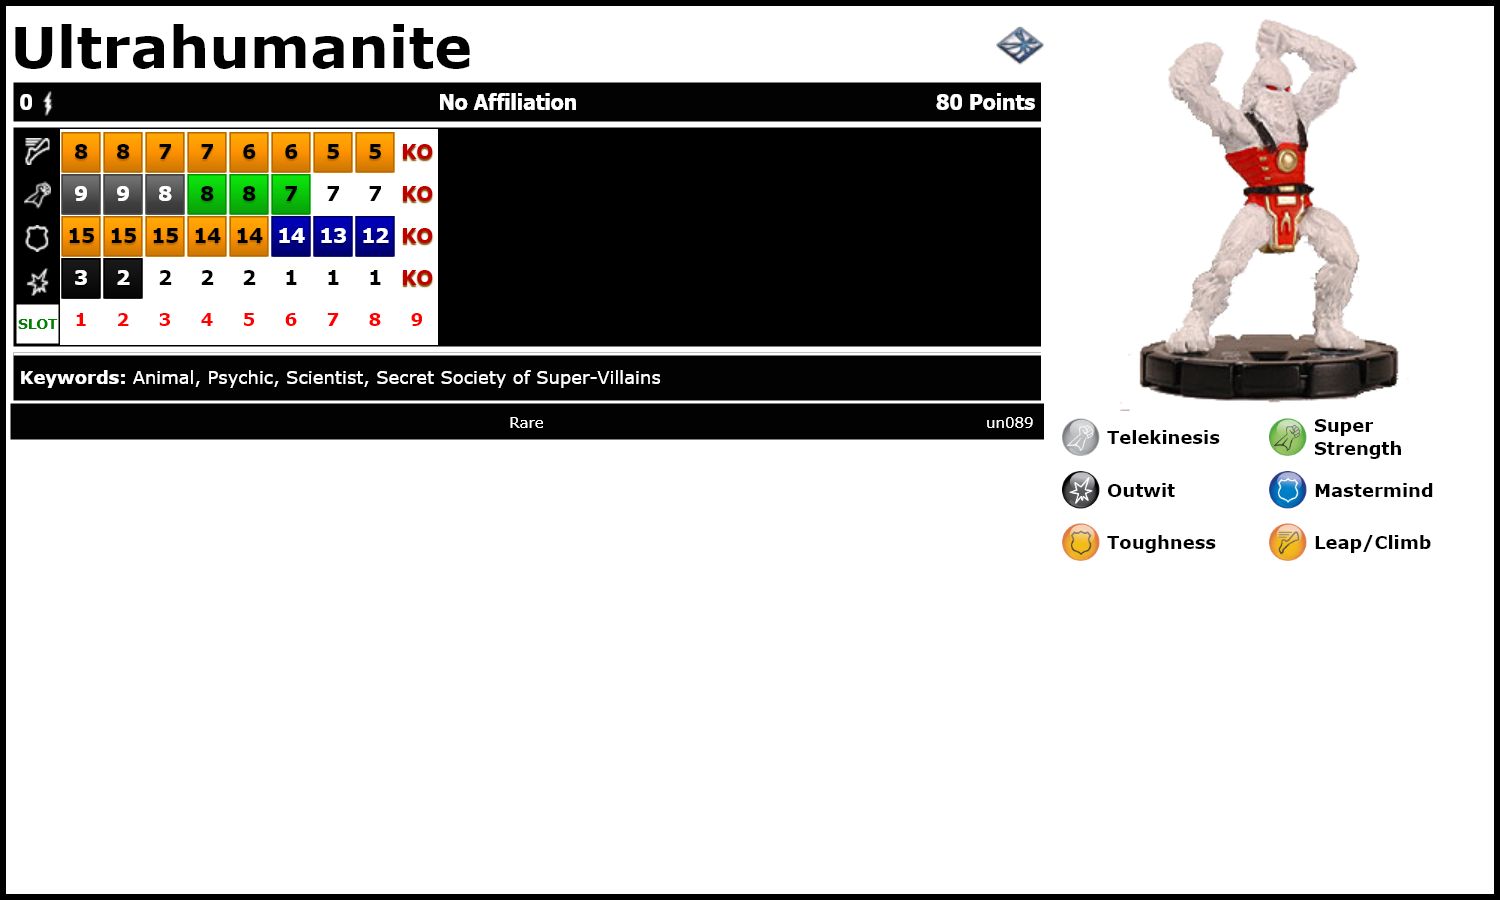 Ultrahumanite
0 No Affiliation 80 Points
8 8 7 7 6 6 5 5 KO
9 9 8 8 8 7 7 7 KO
15 15 15 14 14 14 13 12 KO
3 2 2 2 2 1 1 1 KO
SLOT 1 2 3 4 5 6 7 8 9
Keywords: Animal, Psychic, Scientist, Secret Society of Super-Villains
Rare un089
Telekinesis
Super
Strength
Outwit
Mastermind
Toughness
Leap/Climb